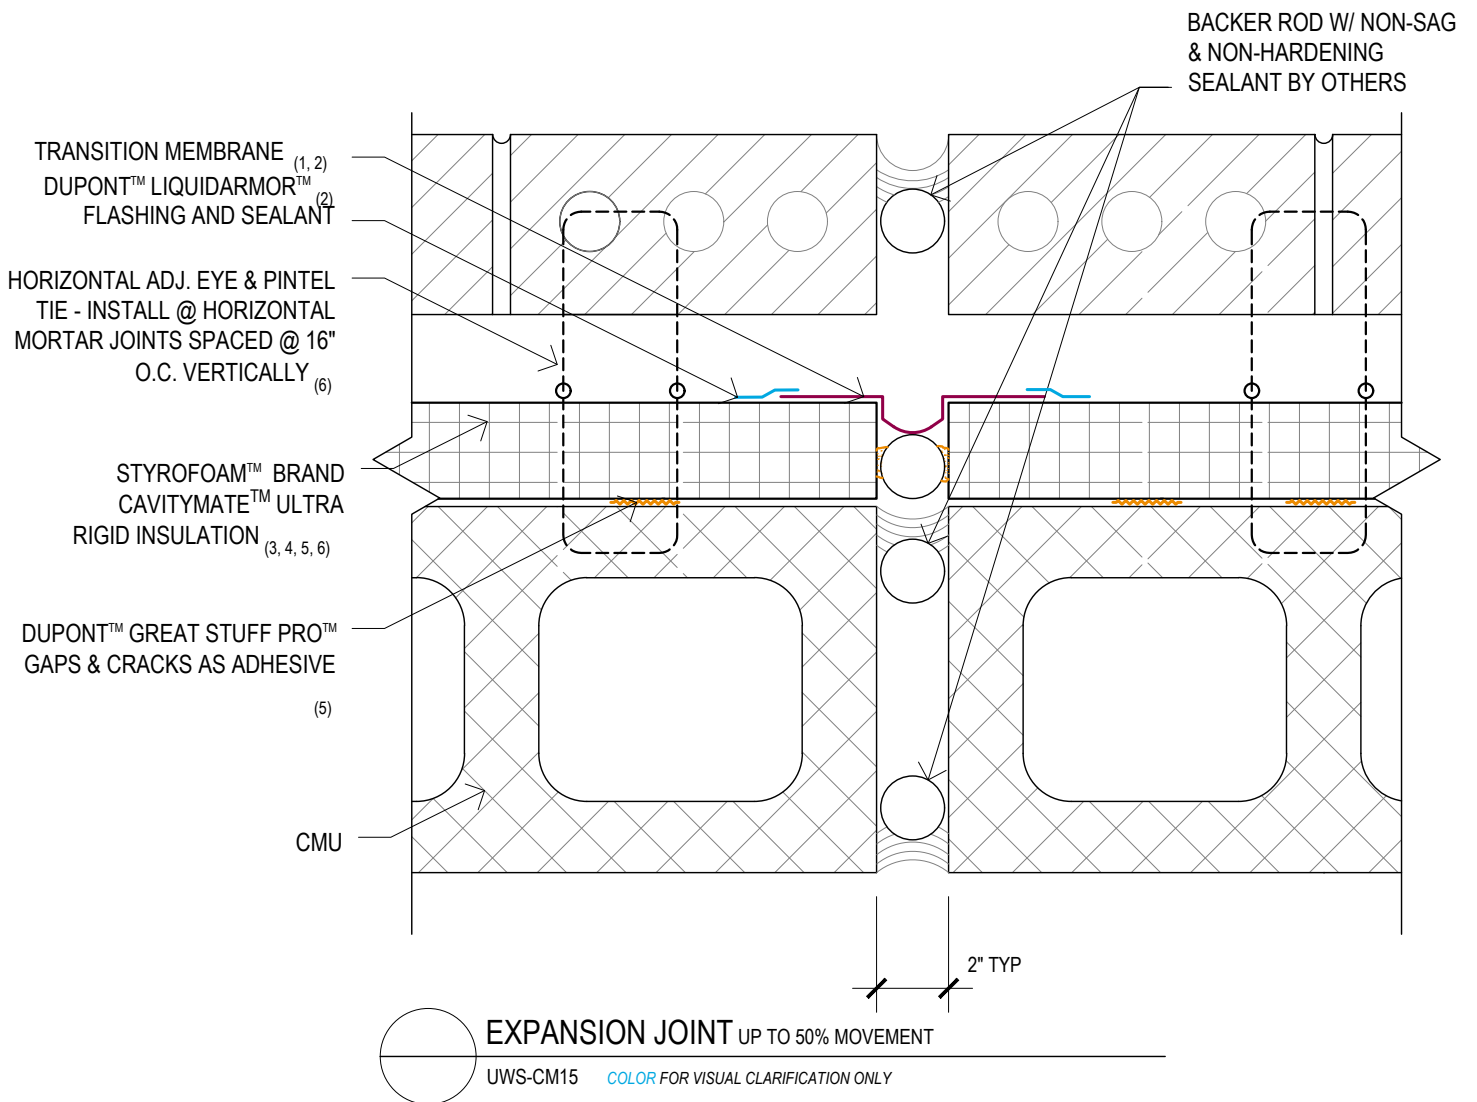 BACKER ROD W/ NON-SAG
& NON-HARDENING
SEALANT BY OTHERS
TRANSITION MEMBRANE (1, 2)
DUPONT™ LIQUIDARMOR™ (2)
FLASHING AND SEALANT
HORIZONTAL ADJ. EYE & PINTEL
TIE - INSTALL @ HORIZONTAL
MORTAR JOINTS SPACED @ 16"
O.C. VERTICALLY (6)
STYROFOAM™ BRAND
CAVITYMATE™ ULTRA
RIGID INSULATION (3, 4, 5, 6)
DUPONT™ GREAT STUFF PRO™
GAPS & CRACKS AS ADHESIVE
(5)
CMU
2" TYP
EXPANSION JOINT UP TO 50% MOVEMENT
UWS-CM15 COLOR FOR VISUAL CLARIFICATION ONLY